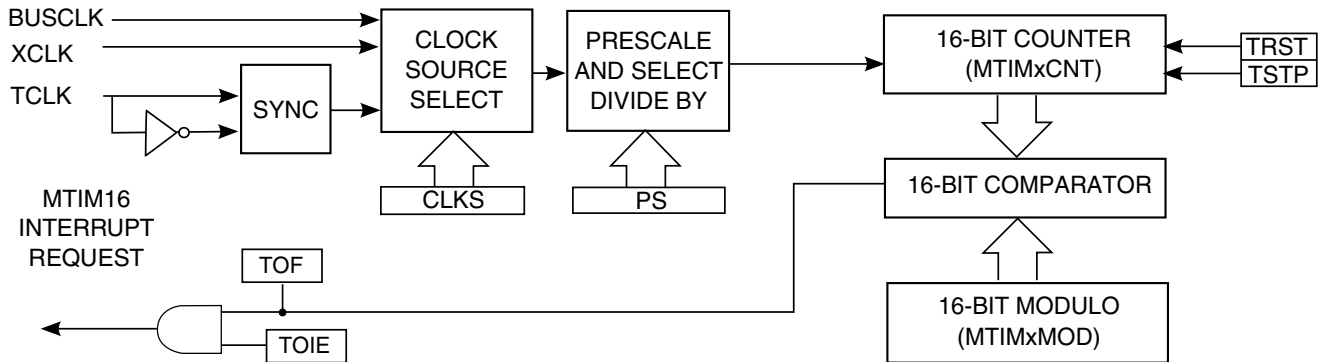 BUSCLK
XCLK
TCLK
SYNC
CLOCK
SOURCE
SELECT
CLKS
PRESCALE
AND SELECT
DIVIDE BY
PS
16-BIT COUNTER
(MTIMxCNT)
TRST
TSTP
16-BIT COMPARATOR
16-BIT MODULO
(MTIMxMOD)
MTIM16
INTERRUPT
REQUEST
TOF
TOIE